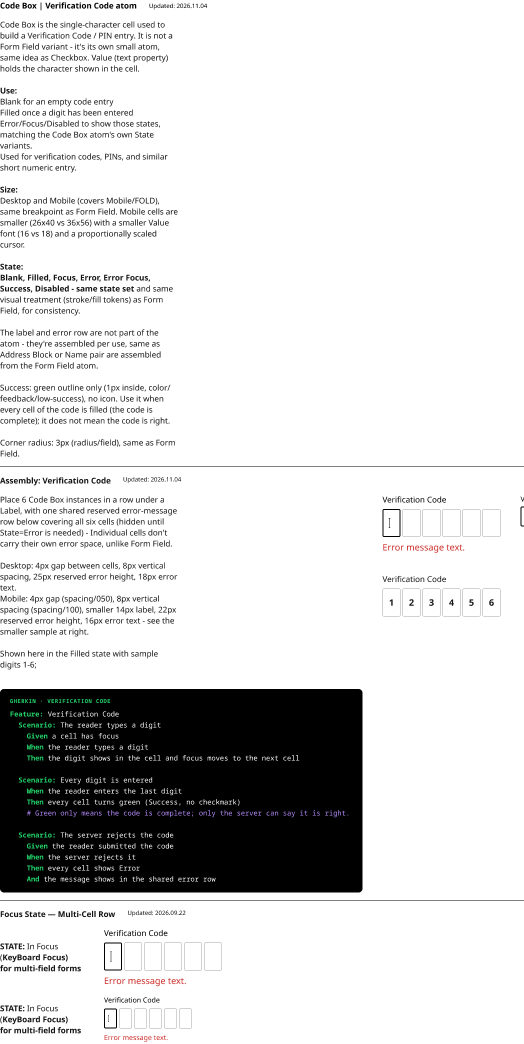 Code Box | Verification Code atom Updated: 2026.11.04
Code Box is the single-character cell used to
build a Verification Code / PIN entry. It is not a
Form Field variant - it's its own small atom,
same idea as Checkbox. Value (text property)
holds the character shown in the cell.
Use:
Blank for an empty code entry
Filled once a digit has been entered
Error/Focus/Disabled to show those states,
matching the Code Box atom's own State
variants.
Used for verification codes, PINs, and similar
short numeric entry.
Size:
Desktop and Mobile (covers Mobile/FOLD),
same breakpoint as Form Field. Mobile cells are
smaller (26x40 vs 36x56) with a smaller Value
font (16 vs 18) and a proportionally scaled
cursor.
State:
Blank, Filled, Focus, Error, Error Focus,
Success, Disabled - same state set and same
visual treatment (stroke/fill tokens) as Form
Field, for consistency.
The label and error row are not part of the
atom - they're assembled per use, same as
Address Block or Name pair are assembled
from the Form Field atom.
Success: green outline only (1px inside, color/
feedback/low-success), no icon. Use it when
every cell of the code is filled (the code is
complete); it does not mean the code is right.
Corner radius: 3px (radius/field), same as Form
Field.
Assembly: Verification Code Updated: 2026.11.04
Place 6 Code Box instances in a row under a
Label, with one shared reserved error-message
row below covering all six cells (hidden until
State=Error is needed) - Individual cells don't
carry their own error space, unlike Form Field.
Desktop: 4px gap between cells, 8px vertical
spacing, 25px reserved error height, 18px error
text.
Mobile: 4px gap (spacing/050), 8px vertical
spacing (spacing/100), smaller 14px label, 22px
reserved error height, 16px error text - see the
smaller sample at right.
Shown here in the Filled state with sample
digits 1-6;
Verification Code
Error message text.
Verification Code
1 2 3 4 5 6
GHERKIN · VERIFICATION CODE
Feature: Verification Code
Scenario: The reader types a digit
Given a cell has focus
When the reader types a digit
Then the digit shows in the cell and focus moves to the next cell
Scenario: Every digit is entered
When the reader enters the last digit
Then every cell turns green (Success, no checkmark)
# Green only means the code is complete; only the server can say it is right.
Scenario: The server rejects the code
Given the reader submitted the code
When the server rejects it
Then every cell shows Error
And the message shows in the shared error row
Focus State — Multi-Cell Row Updated: 2026.09.22
STATE: In Focus
(KeyBoard Focus)
for multi-field forms
Verification Code
Error message text.
STATE: In Focus
(KeyBoard Focus)
for multi-field forms
Verification Code
Error message text.